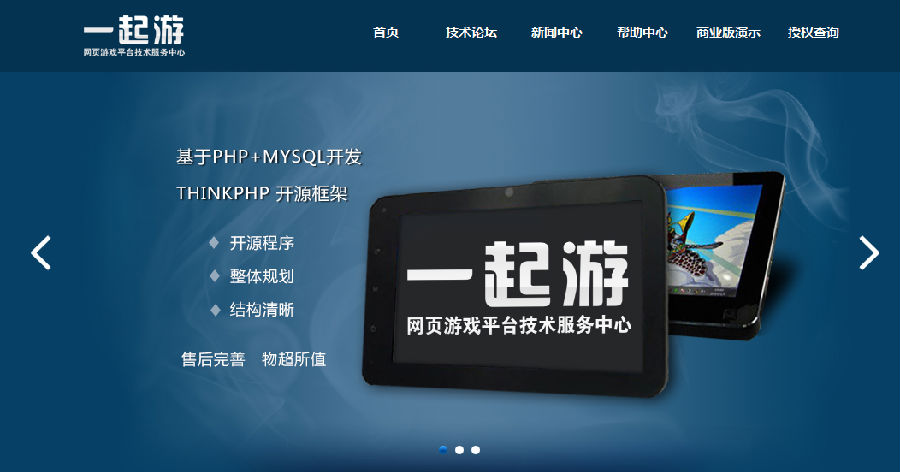 一起游
网页游戏平台技术服务中心
首页 技术论坛 新闻中心 帮助中心 商业版演示 授权查询
基于PHP+MYSQL开发
THINKPHP 开源框架
开源程序
整体规划
结构清晰
售后完善 物超所值
一起游
网页游戏平台技术服务中心